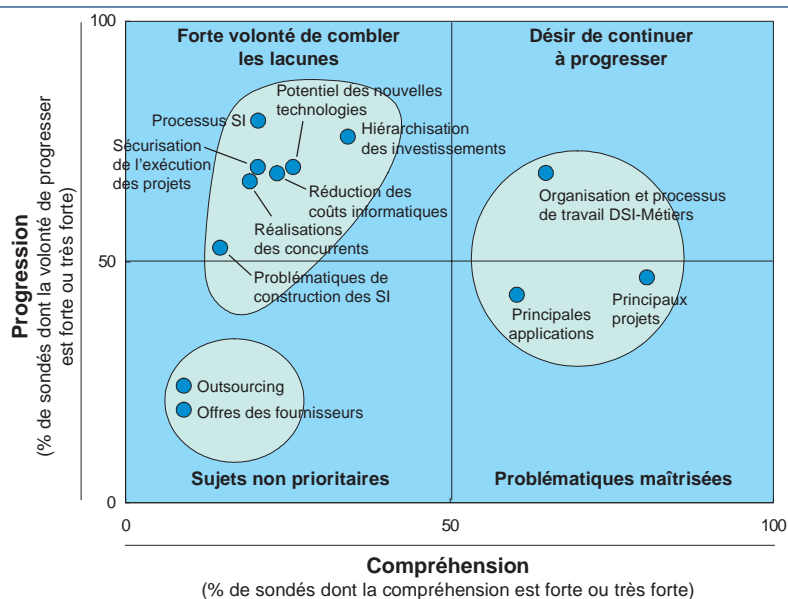 100
Forte volonté de combler
les lacunes
Désir de continuer
à progresser
Potentiel des nouvelles
technologies
Processus SI
Hiérarchisation
des investissements
Sécurisation
de l'exécution
des projets
Réduction des
coûts informatiques
Organisation et processus
de travail DSI-Métiers
Réalisations
des concurrents
50
Problématiques de
construction des SI
Principales
applications
Principaux
projets
Outsourcing
Offres des fournisseurs
Sujets non prioritaires
Problématiques maîtrisées
0
Progression
(% de sondés dont la volonté de progresser
est forte ou très forte)
0
50
100
Compréhension
(% de sondés dont la compréhension est forte ou très forte)